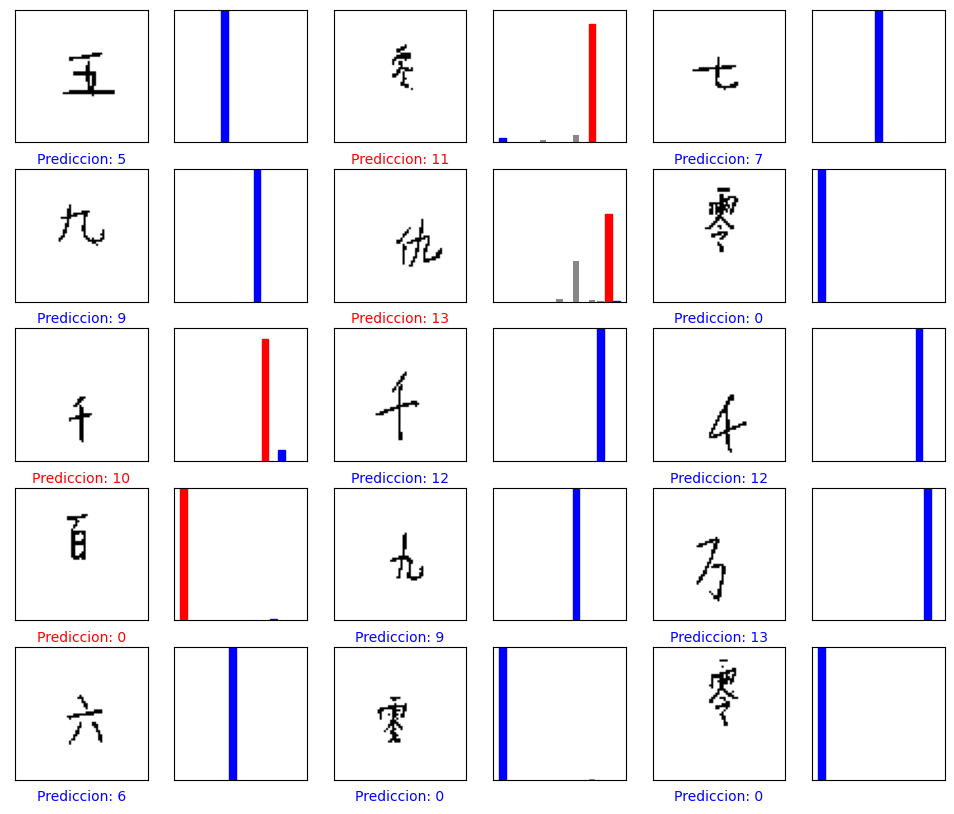 五 零 七
Prediccion: 5 Prediccion: 11 Prediccion: 7
九 仇 零
Prediccion: 9 Prediccion: 13 Prediccion: 0
千 千 千
Prediccion: 10 Prediccion: 12 Prediccion: 12
百 九 万
Prediccion: 0 Prediccion: 9 Prediccion: 13
六 零 零
Prediccion: 6 Prediccion: 0 Prediccion: 0